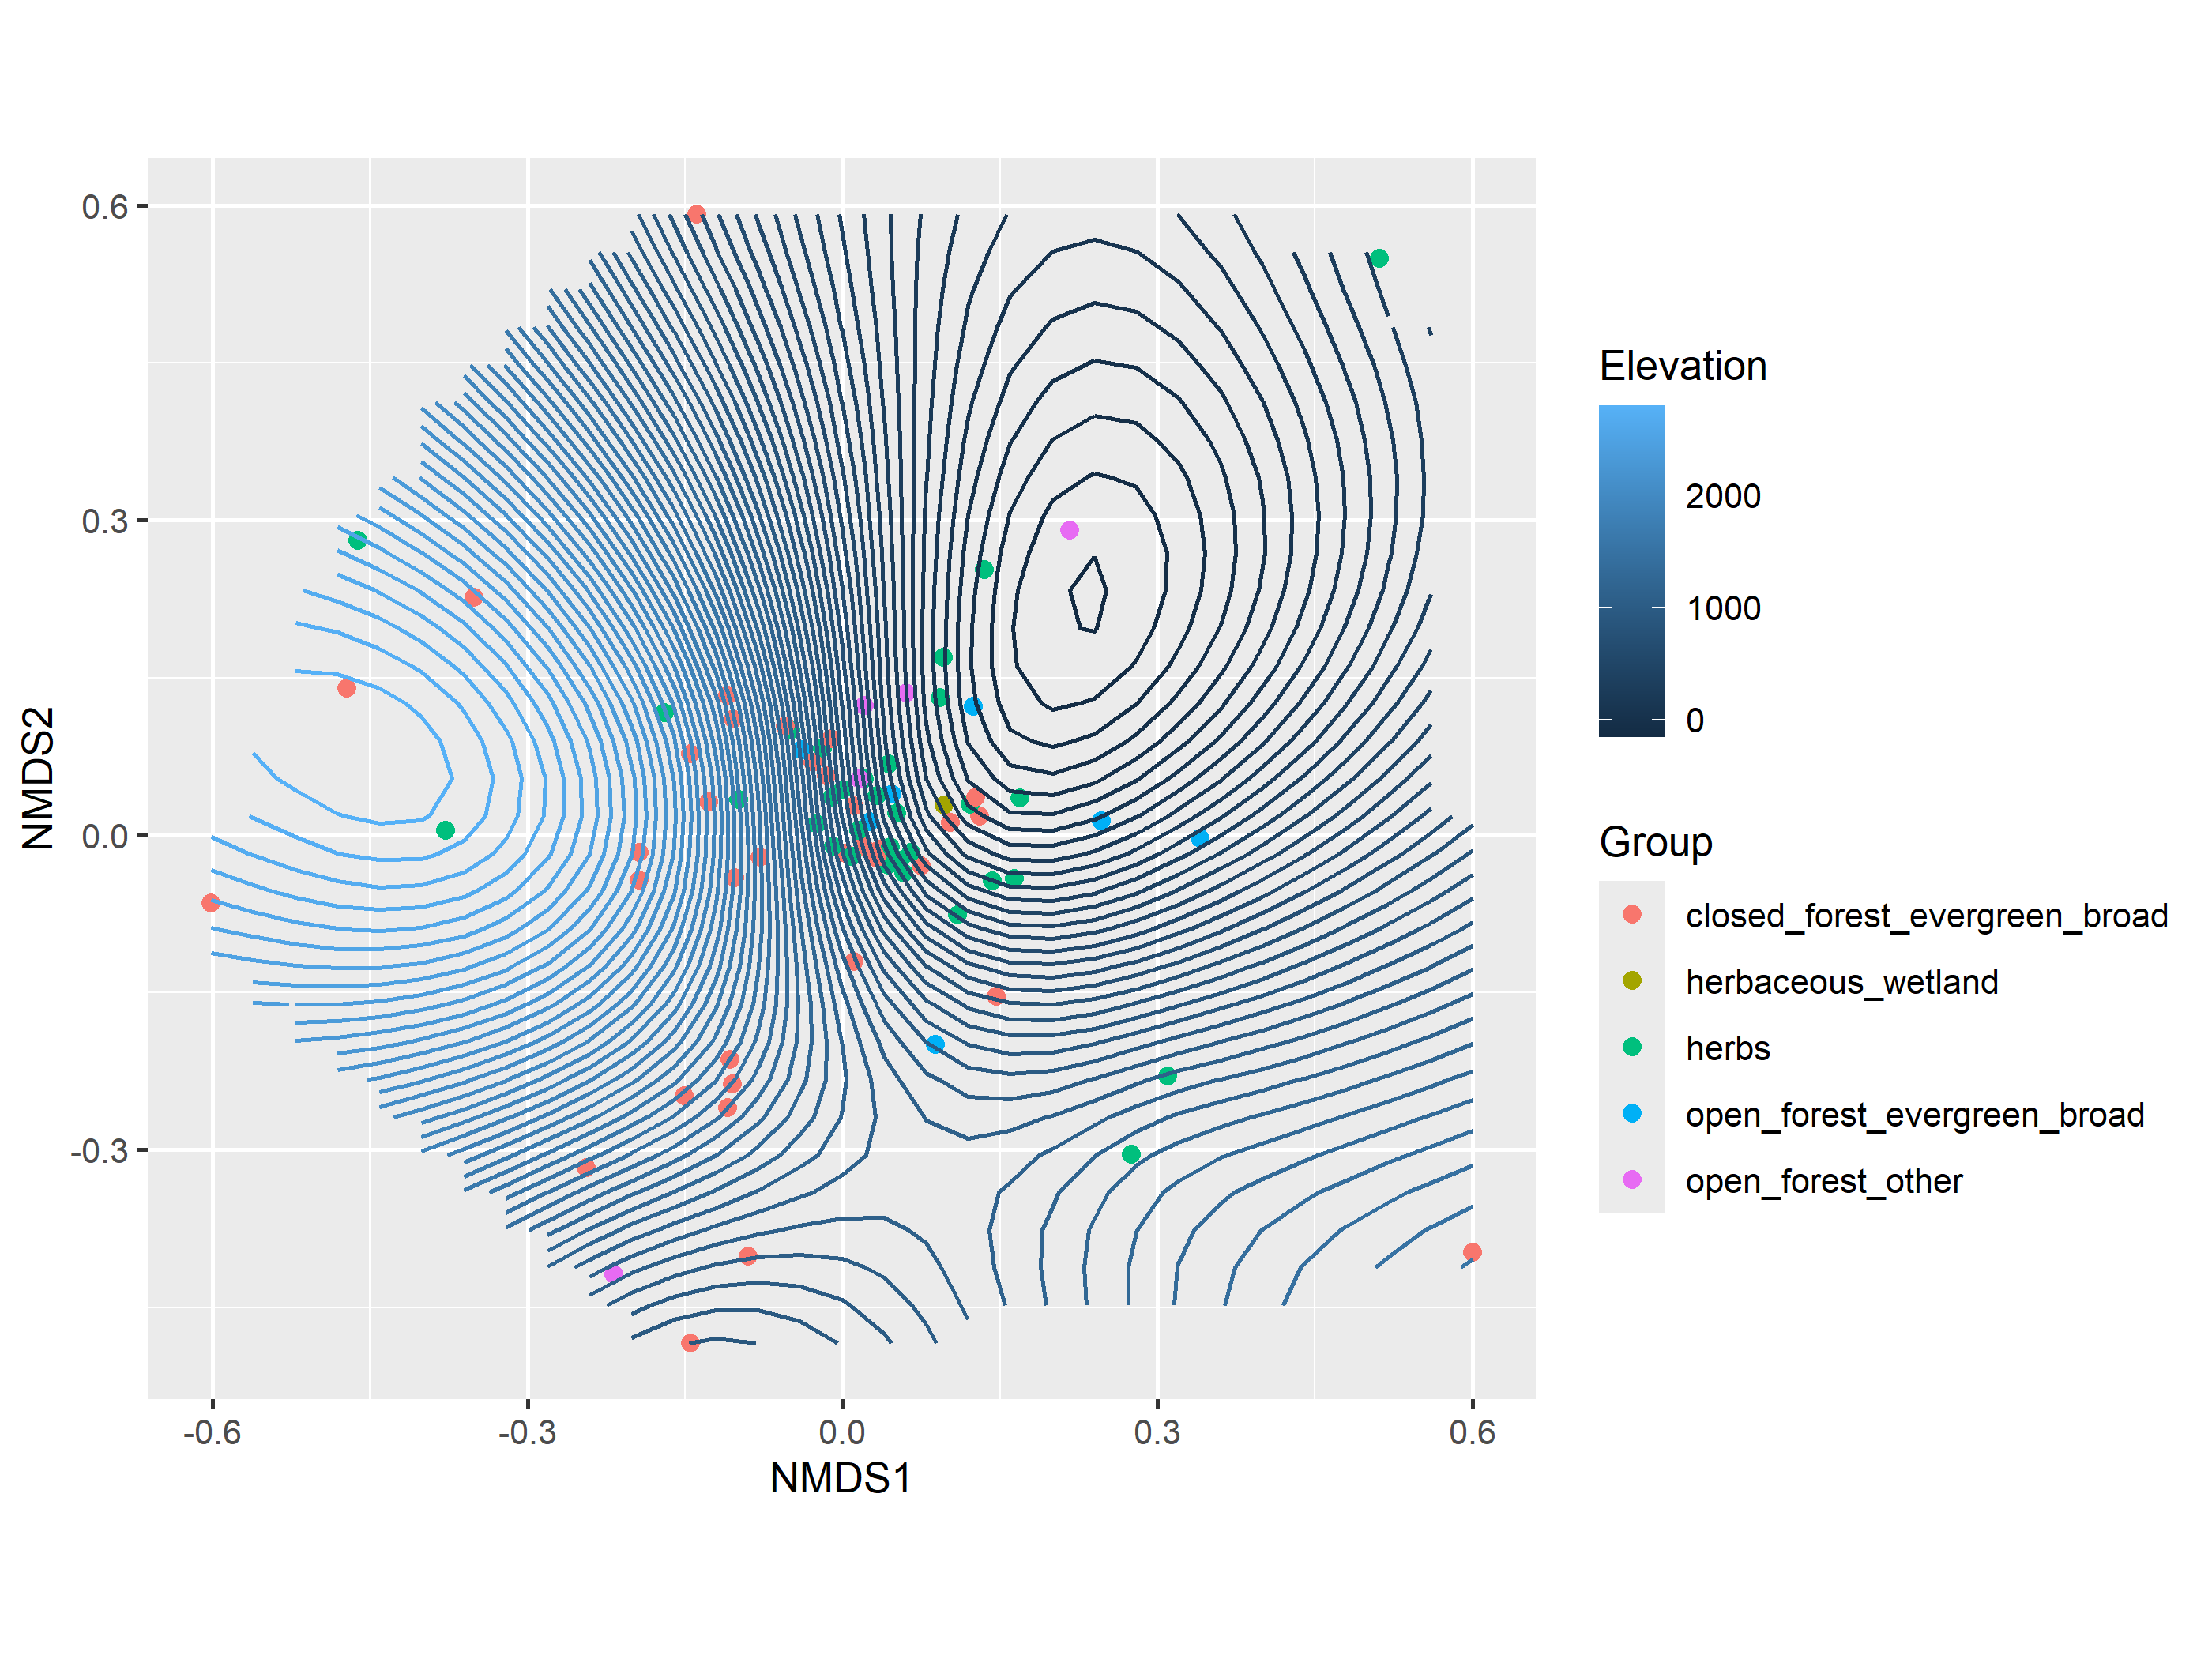 0.6
0.3
0.0
-0.3
NMDS2
-0.6
-0.3
0.0
0.3
0.6
NMDS1
Elevation
2000
1000
0
Group
closed_forest_evergreen_broad
herbaceous_wetland
herbs
open_forest_evergreen_broad
open_forest_other